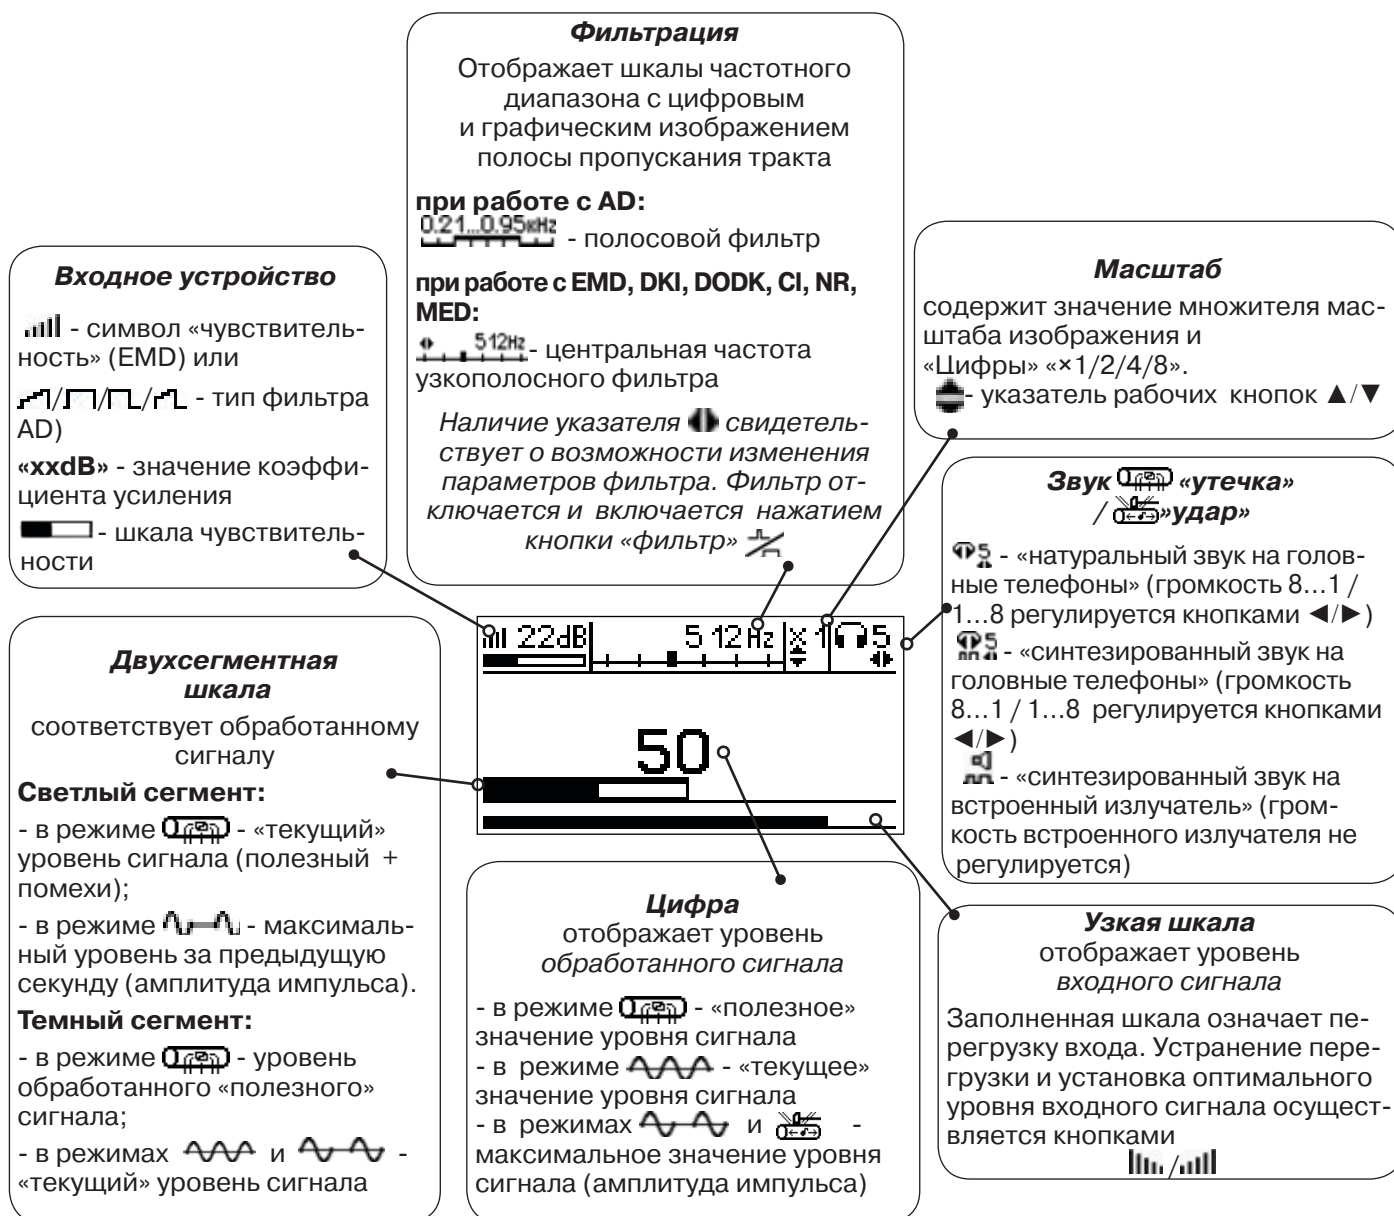 Фильтрация
Отображает шкалы частотного
диапазона с цифровым
и графическим изображением
полосы пропускания тракта
при работе с AD:
0.21...0.95кHz - полосовой фильтр
при работе с EMD, DKI, DODK, CI, NR,
MED:
512Hz - центральная частота
узкополосного фильтра
Наличие указателя свидетель-
ствует о возможности изменения
параметров фильтра. Фильтр от-
ключается и включается нажатием
кнопки «фильтр»
Входное устройство
- символ «чувствитель-
ность» (EMD) или
/ / / - тип фильтра
AD)
«xxdB» - значение коэффи-
циента усиления
- шкала чувствитель-
ности
Масштаб
содержит значение множителя мас-
штаба изображения и
«Цифры» «×1/2/4/8».
- указатель рабочих кнопок ▲/▼
Звук «утечка»
/ »удар»
5 - «натуральный звук на голов-
ные телефоны» (громкость 8...1 /
1...8 регулируется кнопками ◄/►)
5 - «синтезированный звук на
головные телефоны» (громкость
8...1 / 1...8 регулируется кнопками
◄/►)
- «синтезированный звук на
встроенный излучатель» (гром-
кость встроенного излучателя не
регулируется)
22dB 512Hz x 1 5
50
Двухсегментная
шкала
соответствует обработанному
сигналу
Светлый сегмент:
- в режиме - «текущий»
уровень сигнала (полезный +
помехи);
- в режиме - максималь-
ный уровень за предыдущую
секунду (амплитуда импульса).
Темный сегмент:
- в режиме - уровень
обработанного «полезного»
сигнала;
- в режимах и -
«текущий» уровень сигнала
Цифра
отображает уровень
обработанного сигнала
- в режиме - «полезное»
значение уровня сигнала
- в режиме - «текущее»
значение уровня сигнала
- в режимах и -
максимальное значение уровня
сигнала (амплитуда импульса)
Узкая шкала
отображает уровень
входного сигнала
Заполненная шкала означает пе-
регрузку входа. Устранение пере-
грузки и установка оптимального
уровня входного сигнала осущест-
вляется кнопками
/